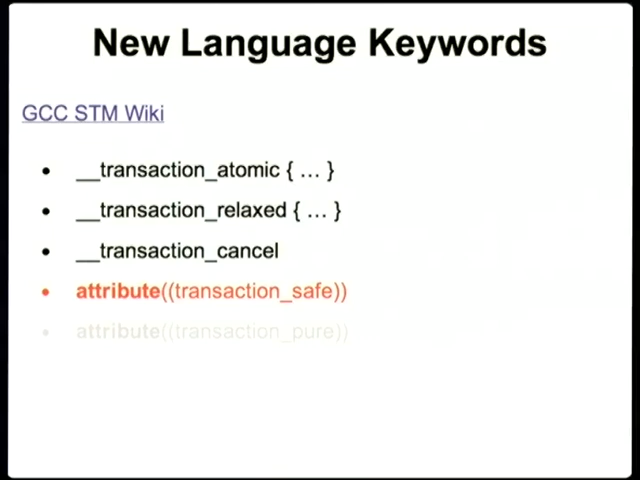 New Language Keywords
GCC STM Wiki
• __transaction_atomic { … }
• __transaction_relaxed { … }
• __transaction_cancel
• attribute((transaction_safe))
• attribute((transaction_pure))